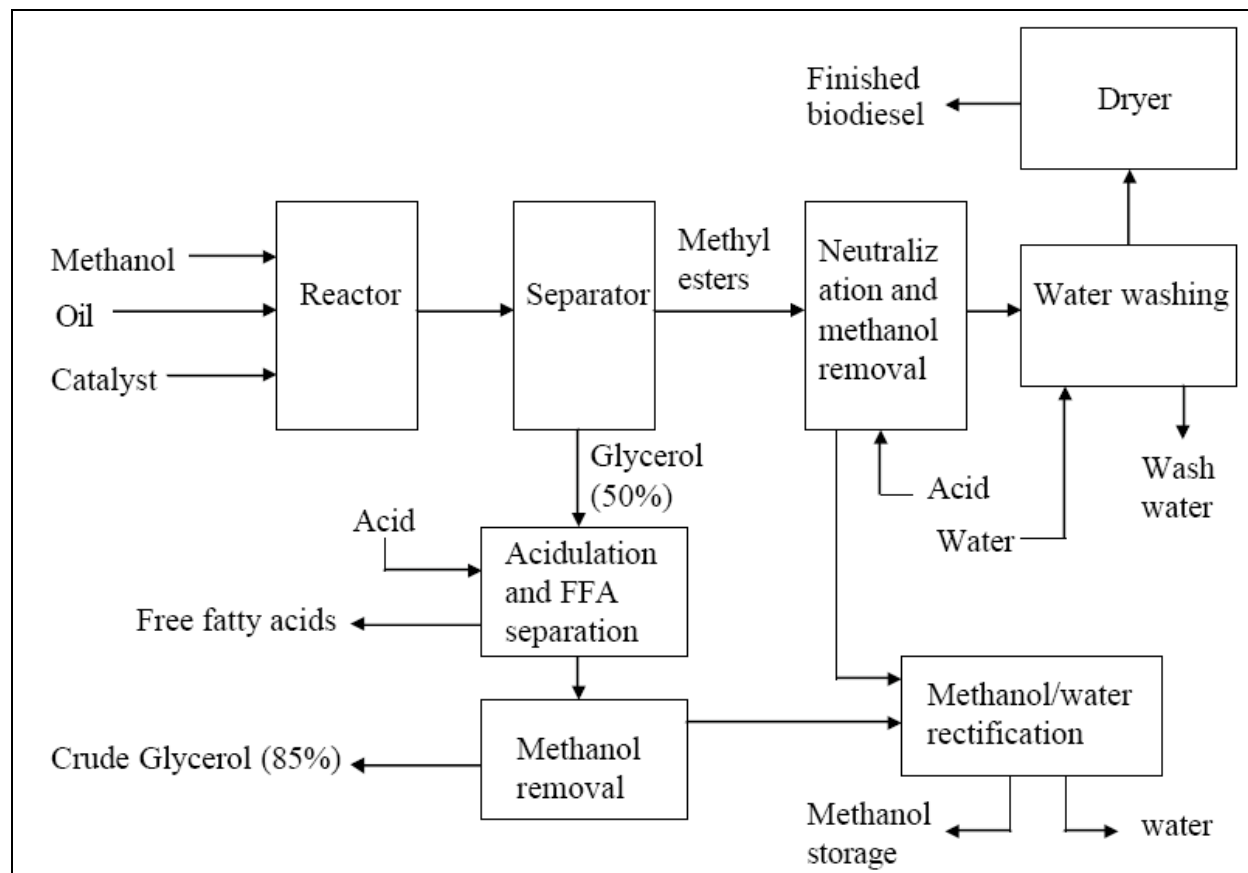 Finished
biodiesel
Dryer
Methanol
Oil
Catalyst
Reactor
Separator
Methyl
esters
Neutraliz
ation and
methanol
removal
Water washing
Glycerol
(50%)
Acid
Water
Wash
water
Acid
Acidulation
and FFA
separation
Free fatty acids
Methanol
removal
Crude Glycerol (85%)
Methanol/water
rectification
Methanol
storage
water